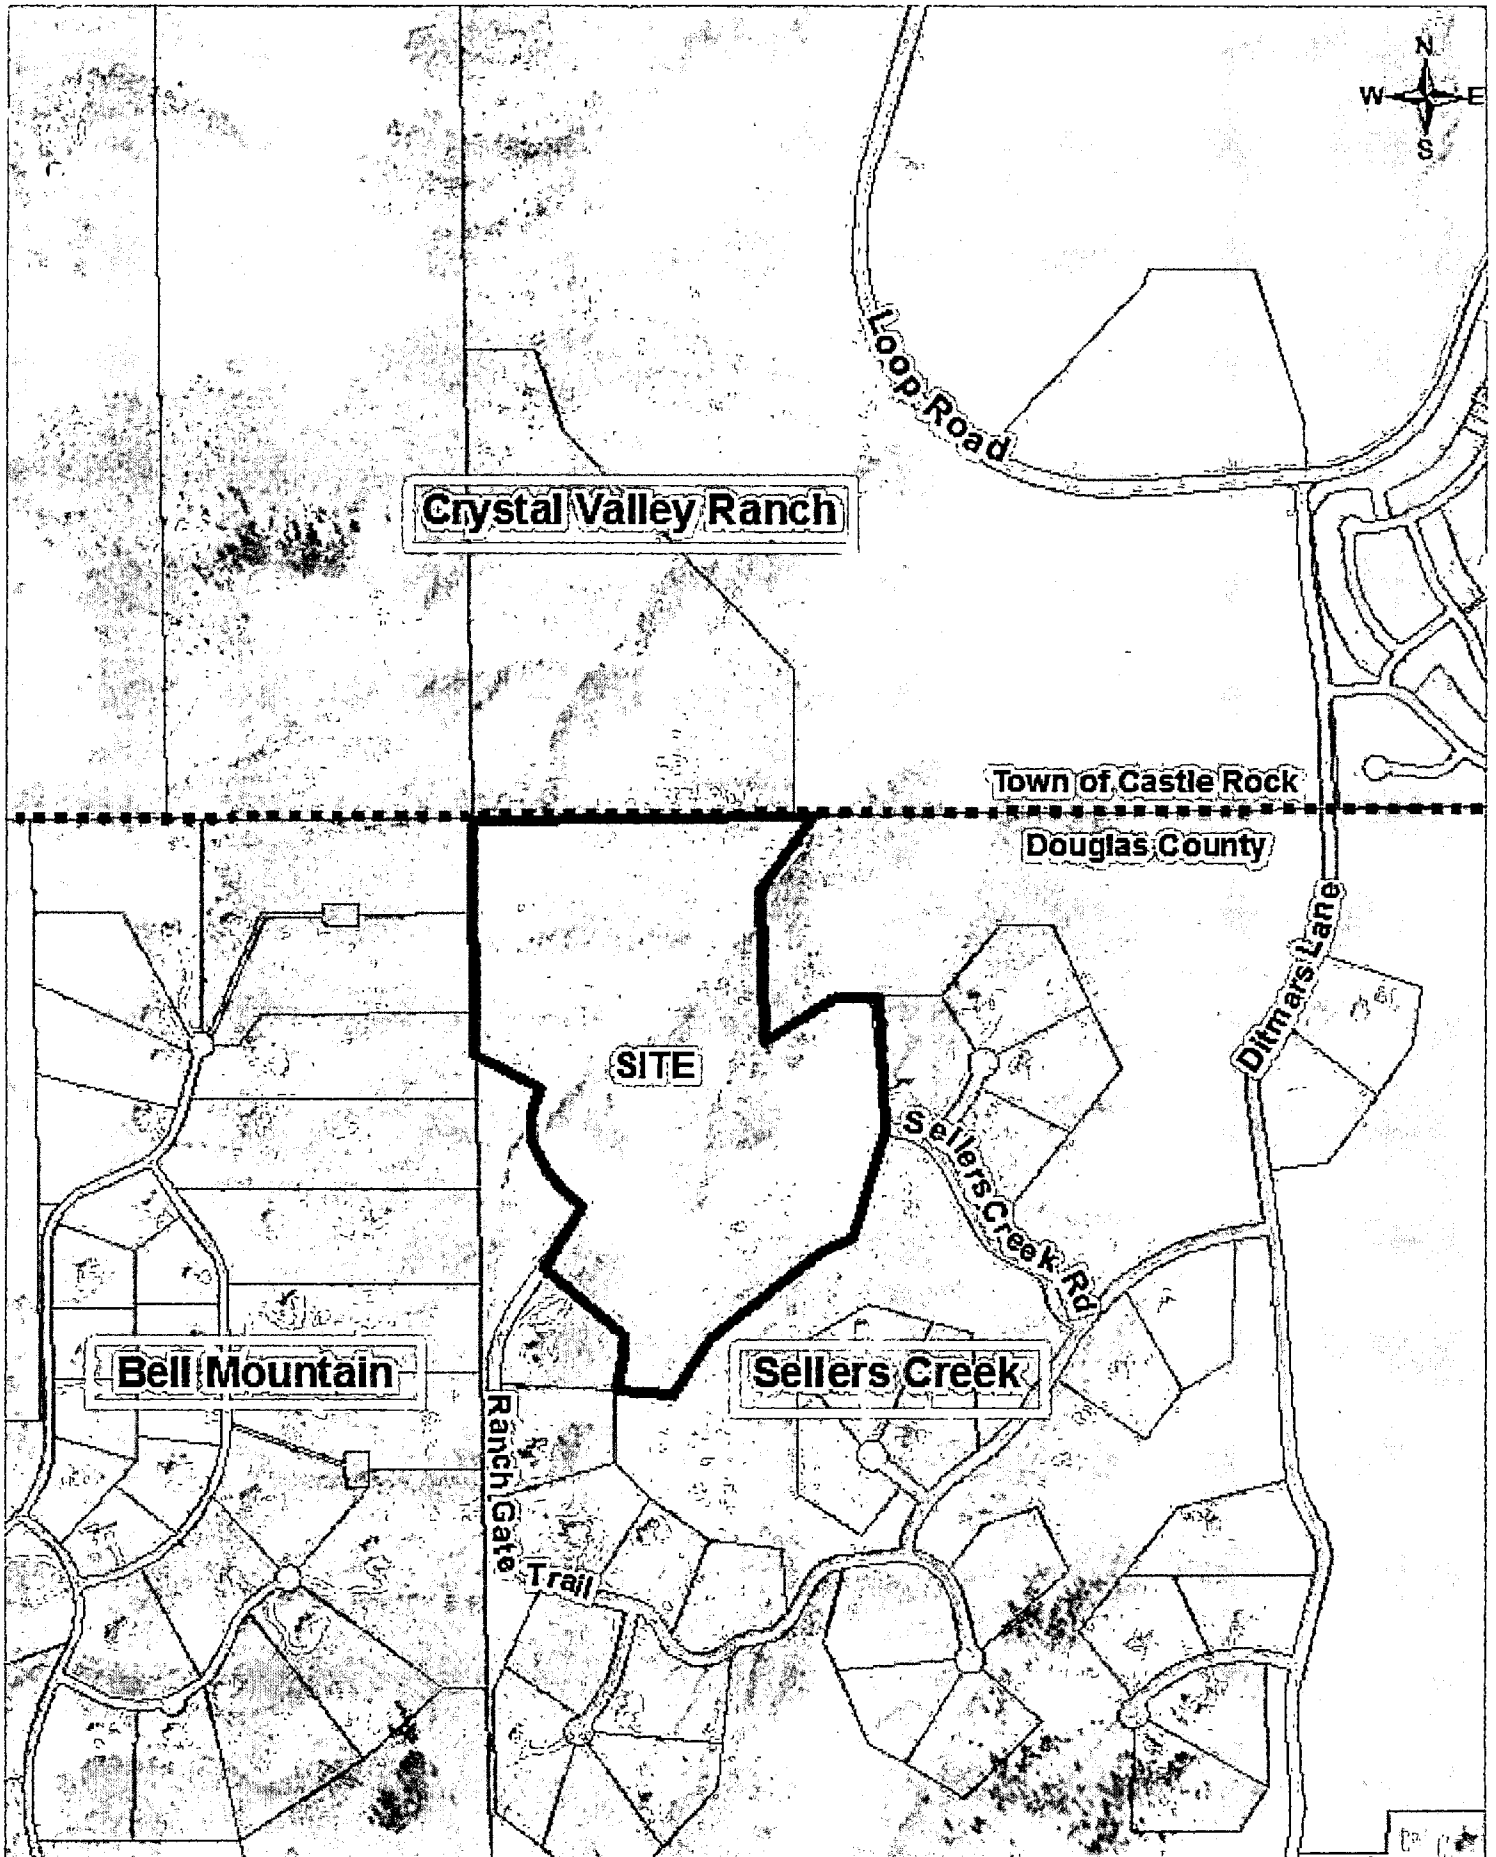 N
W E
S
Loop Road
Crystal Valley Ranch
Town of Castle Rock
Douglas County
Ditmars Lane
SITE
Sellers Creek Rd
Bell Mountain
Sellers Creek
Ranch Gate
Trail